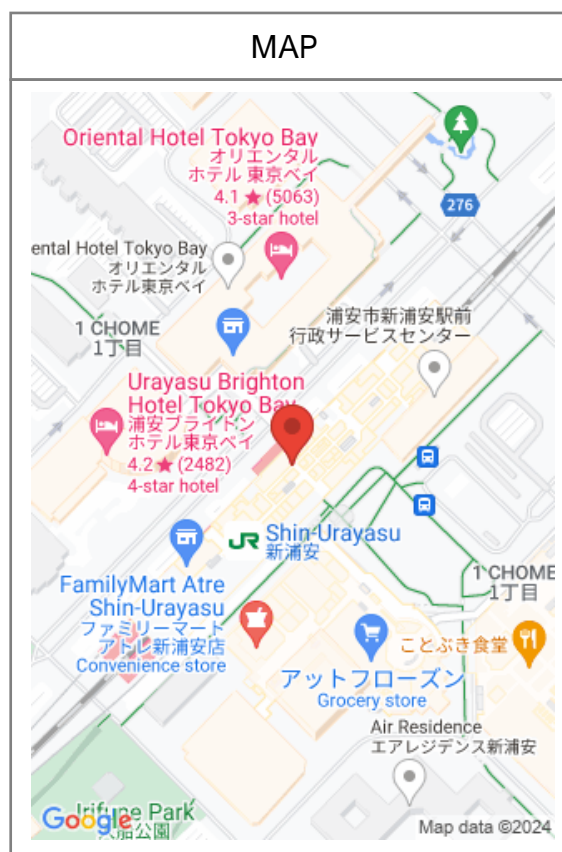 MAP
Oriental Hotel Tokyo Bay
オリエンタル
ホテル 東京ベイ
4.1 ★ (5063)
3-star hotel
276
ental Hotel Tokyo Bay
オリエンタル
ホテル東京ベイ
1 CHOME
1丁目
浦安市新浦安駅前
行政サービスセンター
Urayasu Brighton
Hotel Tokyo Bay
浦安ブライトン
ホテル東京ベイ
4.2 ★ (2482)
4-star hotel
JR
Shin-Urayasu
新浦安
FamilyMart Atre
Shin-Urayasu
ファミリーマート
アトレ新浦安店
Convenience store
1 CHOME
1丁目
ことぶき食堂
アットフローズン
Grocery store
Air Residence
エアレジデンス新浦安
Irifune Park
入船公園
Google
Map data ©2024